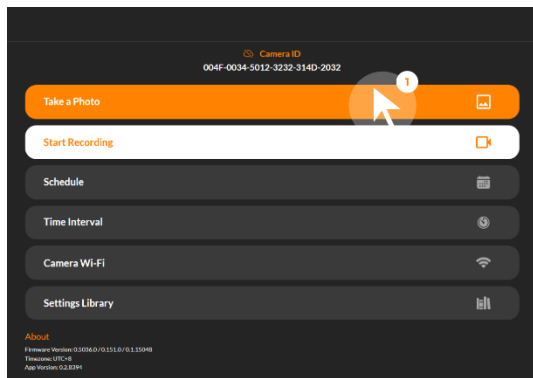 Camera ID
004F-0034-5012-3232-314D-2032
1
Take a Photo
Start Recording
Schedule
Time Interval
Camera Wi-Fi
Settings Library
About
Firmware Version: 0.5036.0 / 0.151.0 / 0.1.15048
Timezone: UTC+8
App Version: 0.2.8394